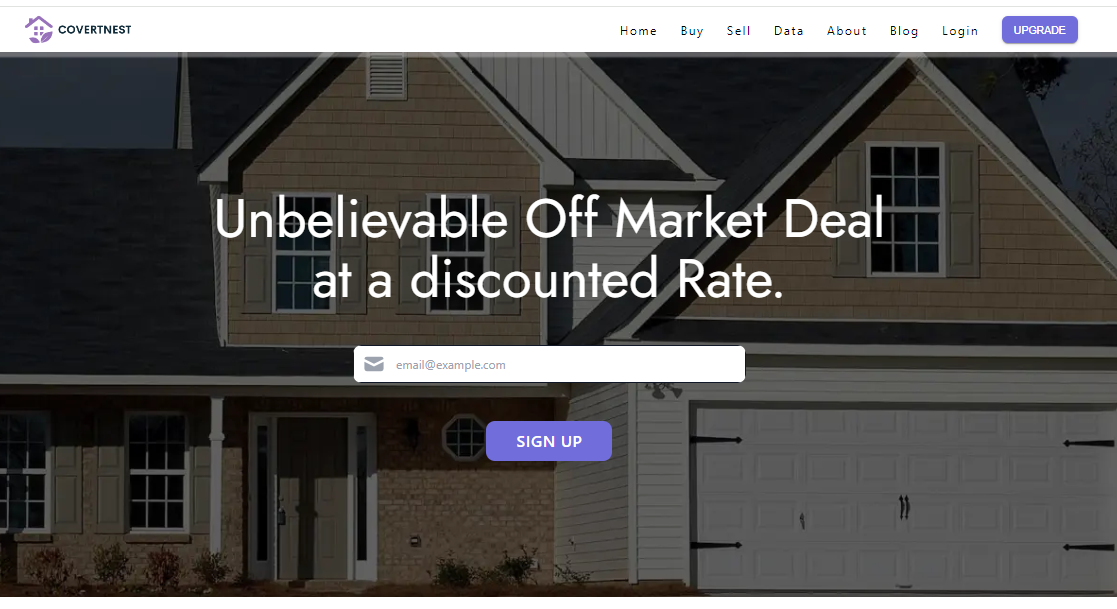 COVERTNEST
Home Buy Sell Data About Blog Login UPGRADE
Unbelievable Off Market Deal
at a discounted Rate.
email@example.com
SIGN UP